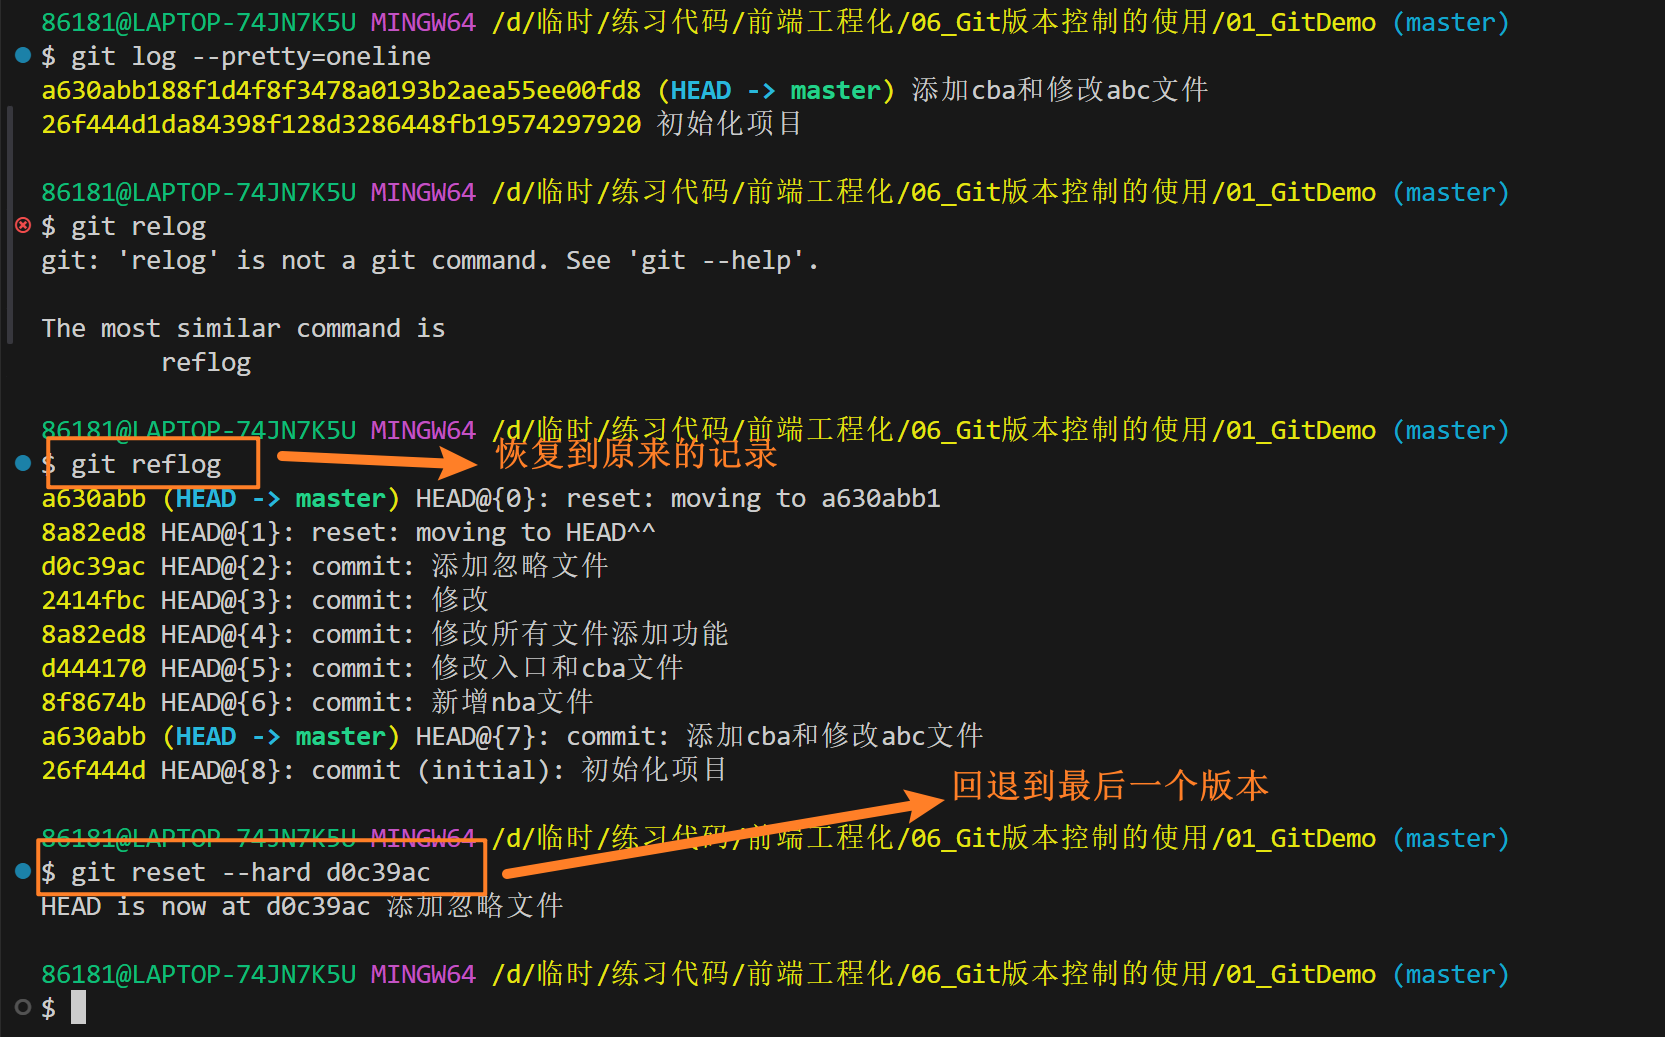 86181@LAPTOP-74JN7K5U MINGW64 /d/临时/练习代码/前端工程化/06_Git版本控制的使用/01_GitDemo (master)
$ git log --pretty=oneline
a630abb188f1d4f8f3478a0193b2aea55ee00fd8 (HEAD -> master) 添加cba和修改abc文件
26f444d1da84398f128d3286448fb19574297920 初始化项目
86181@LAPTOP-74JN7K5U MINGW64 /d/临时/练习代码/前端工程化/06_Git版本控制的使用/01_GitDemo (master)
$ git relog
git: 'relog' is not a git command. See 'git --help'.
The most similar command is
reflog
86181@LAPTOP-74JN7K5U MINGW64 /d/临时/练习代码/前端工程化/06_Git版本控制的使用/01_GitDemo (master)
$ git reflog
恢复到原来的记录
a630abb (HEAD -> master) HEAD@{0}: reset: moving to a630abb1
8a82ed8 HEAD@{1}: reset: moving to HEAD^^
d0c39ac HEAD@{2}: commit: 添加忽略文件
2414fbc HEAD@{3}: commit: 修改
8a82ed8 HEAD@{4}: commit: 修改所有文件添加功能
d444170 HEAD@{5}: commit: 修改入口和cba文件
8f8674b HEAD@{6}: commit: 新增nba文件
a630abb (HEAD -> master) HEAD@{7}: commit: 添加cba和修改abc文件
26f444d HEAD@{8}: commit (initial): 初始化项目
回退到最后一个版本
86181@LAPTOP-74JN7K5U MINGW64 /d/临时/练习代码/前端工程化/06_Git版本控制的使用/01_GitDemo (master)
$ git reset --hard d0c39ac
HEAD is now at d0c39ac 添加忽略文件
86181@LAPTOP-74JN7K5U MINGW64 /d/临时/练习代码/前端工程化/06_Git版本控制的使用/01_GitDemo (master)
$